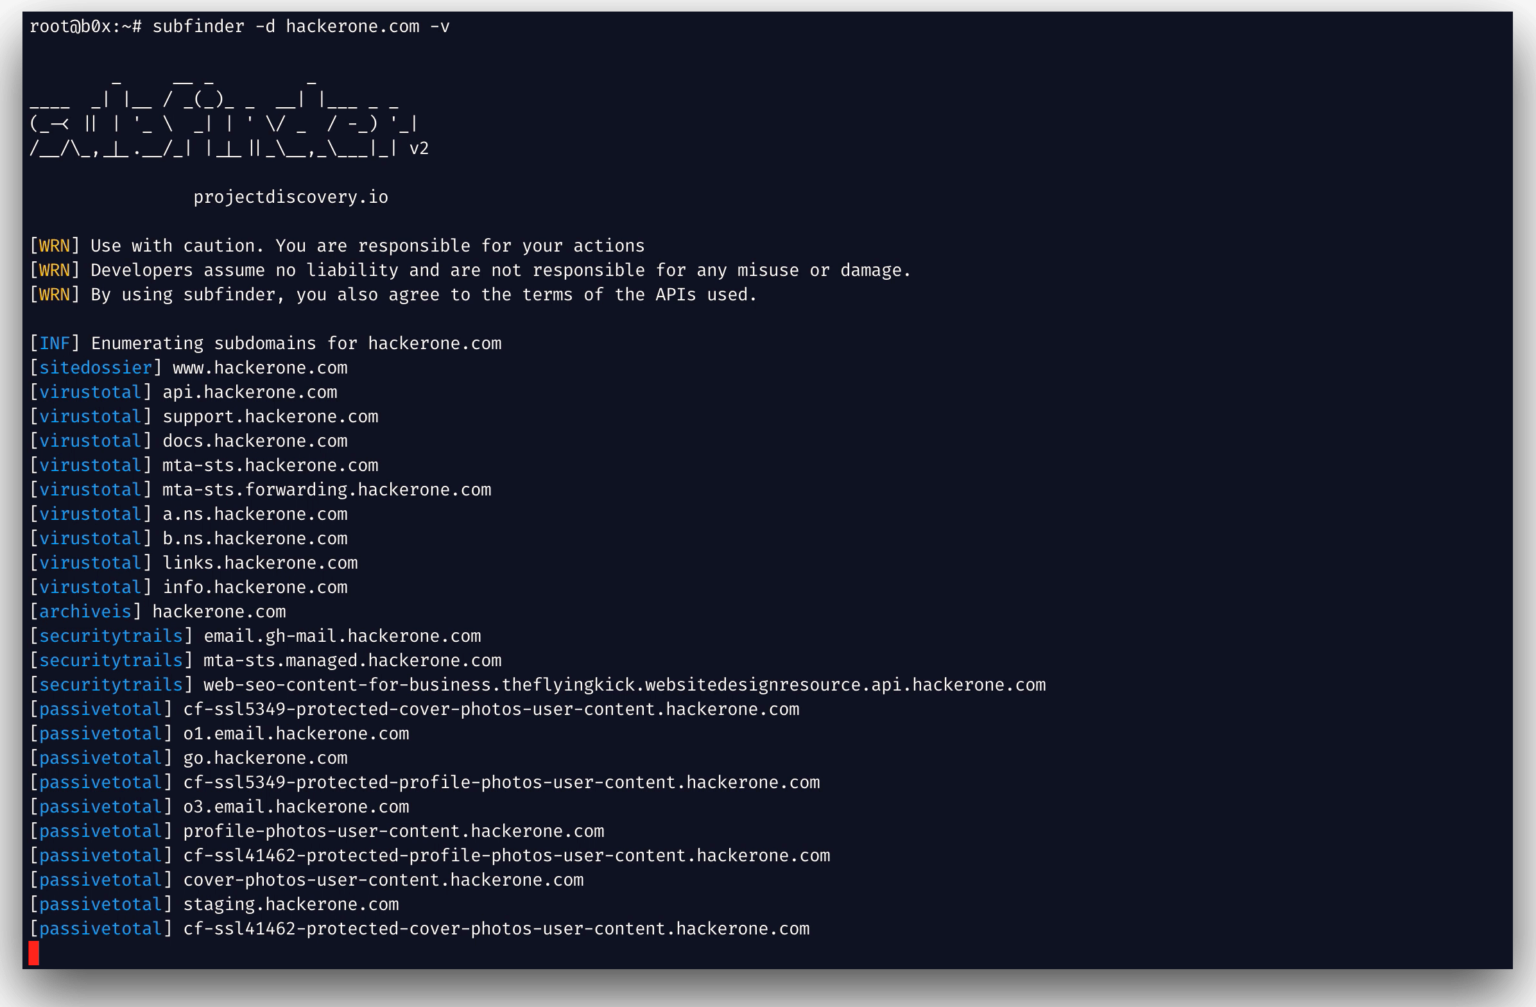 root@b0x:~# subfinder -d hackerone.com -v
        _     __ _         _
____  _| |__ / _(_)_ _  __| |___ _ _
(_-< || | '_ \  _| | ' \/ _  / -_) '_|
/__/\_,_|_.__/_| |_|_||_\__,_\___|_| v2
projectdiscovery.io
[WRN] Use with caution. You are responsible for your actions
[WRN] Developers assume no liability and are not responsible for any misuse or damage.
[WRN] By using subfinder, you also agree to the terms of the APIs used.
[INF] Enumerating subdomains for hackerone.com
[sitedossier] www.hackerone.com
[virustotal] api.hackerone.com
[virustotal] support.hackerone.com
[virustotal] docs.hackerone.com
[virustotal] mta-sts.hackerone.com
[virustotal] mta-sts.forwarding.hackerone.com
[virustotal] a.ns.hackerone.com
[virustotal] b.ns.hackerone.com
[virustotal] links.hackerone.com
[virustotal] info.hackerone.com
[archiveis] hackerone.com
[securitytrails] email.gh-mail.hackerone.com
[securitytrails] mta-sts.managed.hackerone.com
[securitytrails] web-seo-content-for-business.theflyingkick.websitedesignresource.api.hackerone.com
[passivetotal] cf-ssl5349-protected-cover-photos-user-content.hackerone.com
[passivetotal] o1.email.hackerone.com
[passivetotal] go.hackerone.com
[passivetotal] cf-ssl5349-protected-profile-photos-user-content.hackerone.com
[passivetotal] o3.email.hackerone.com
[passivetotal] profile-photos-user-content.hackerone.com
[passivetotal] cf-ssl41462-protected-profile-photos-user-content.hackerone.com
[passivetotal] cover-photos-user-content.hackerone.com
[passivetotal] staging.hackerone.com
[passivetotal] cf-ssl41462-protected-cover-photos-user-content.hackerone.com